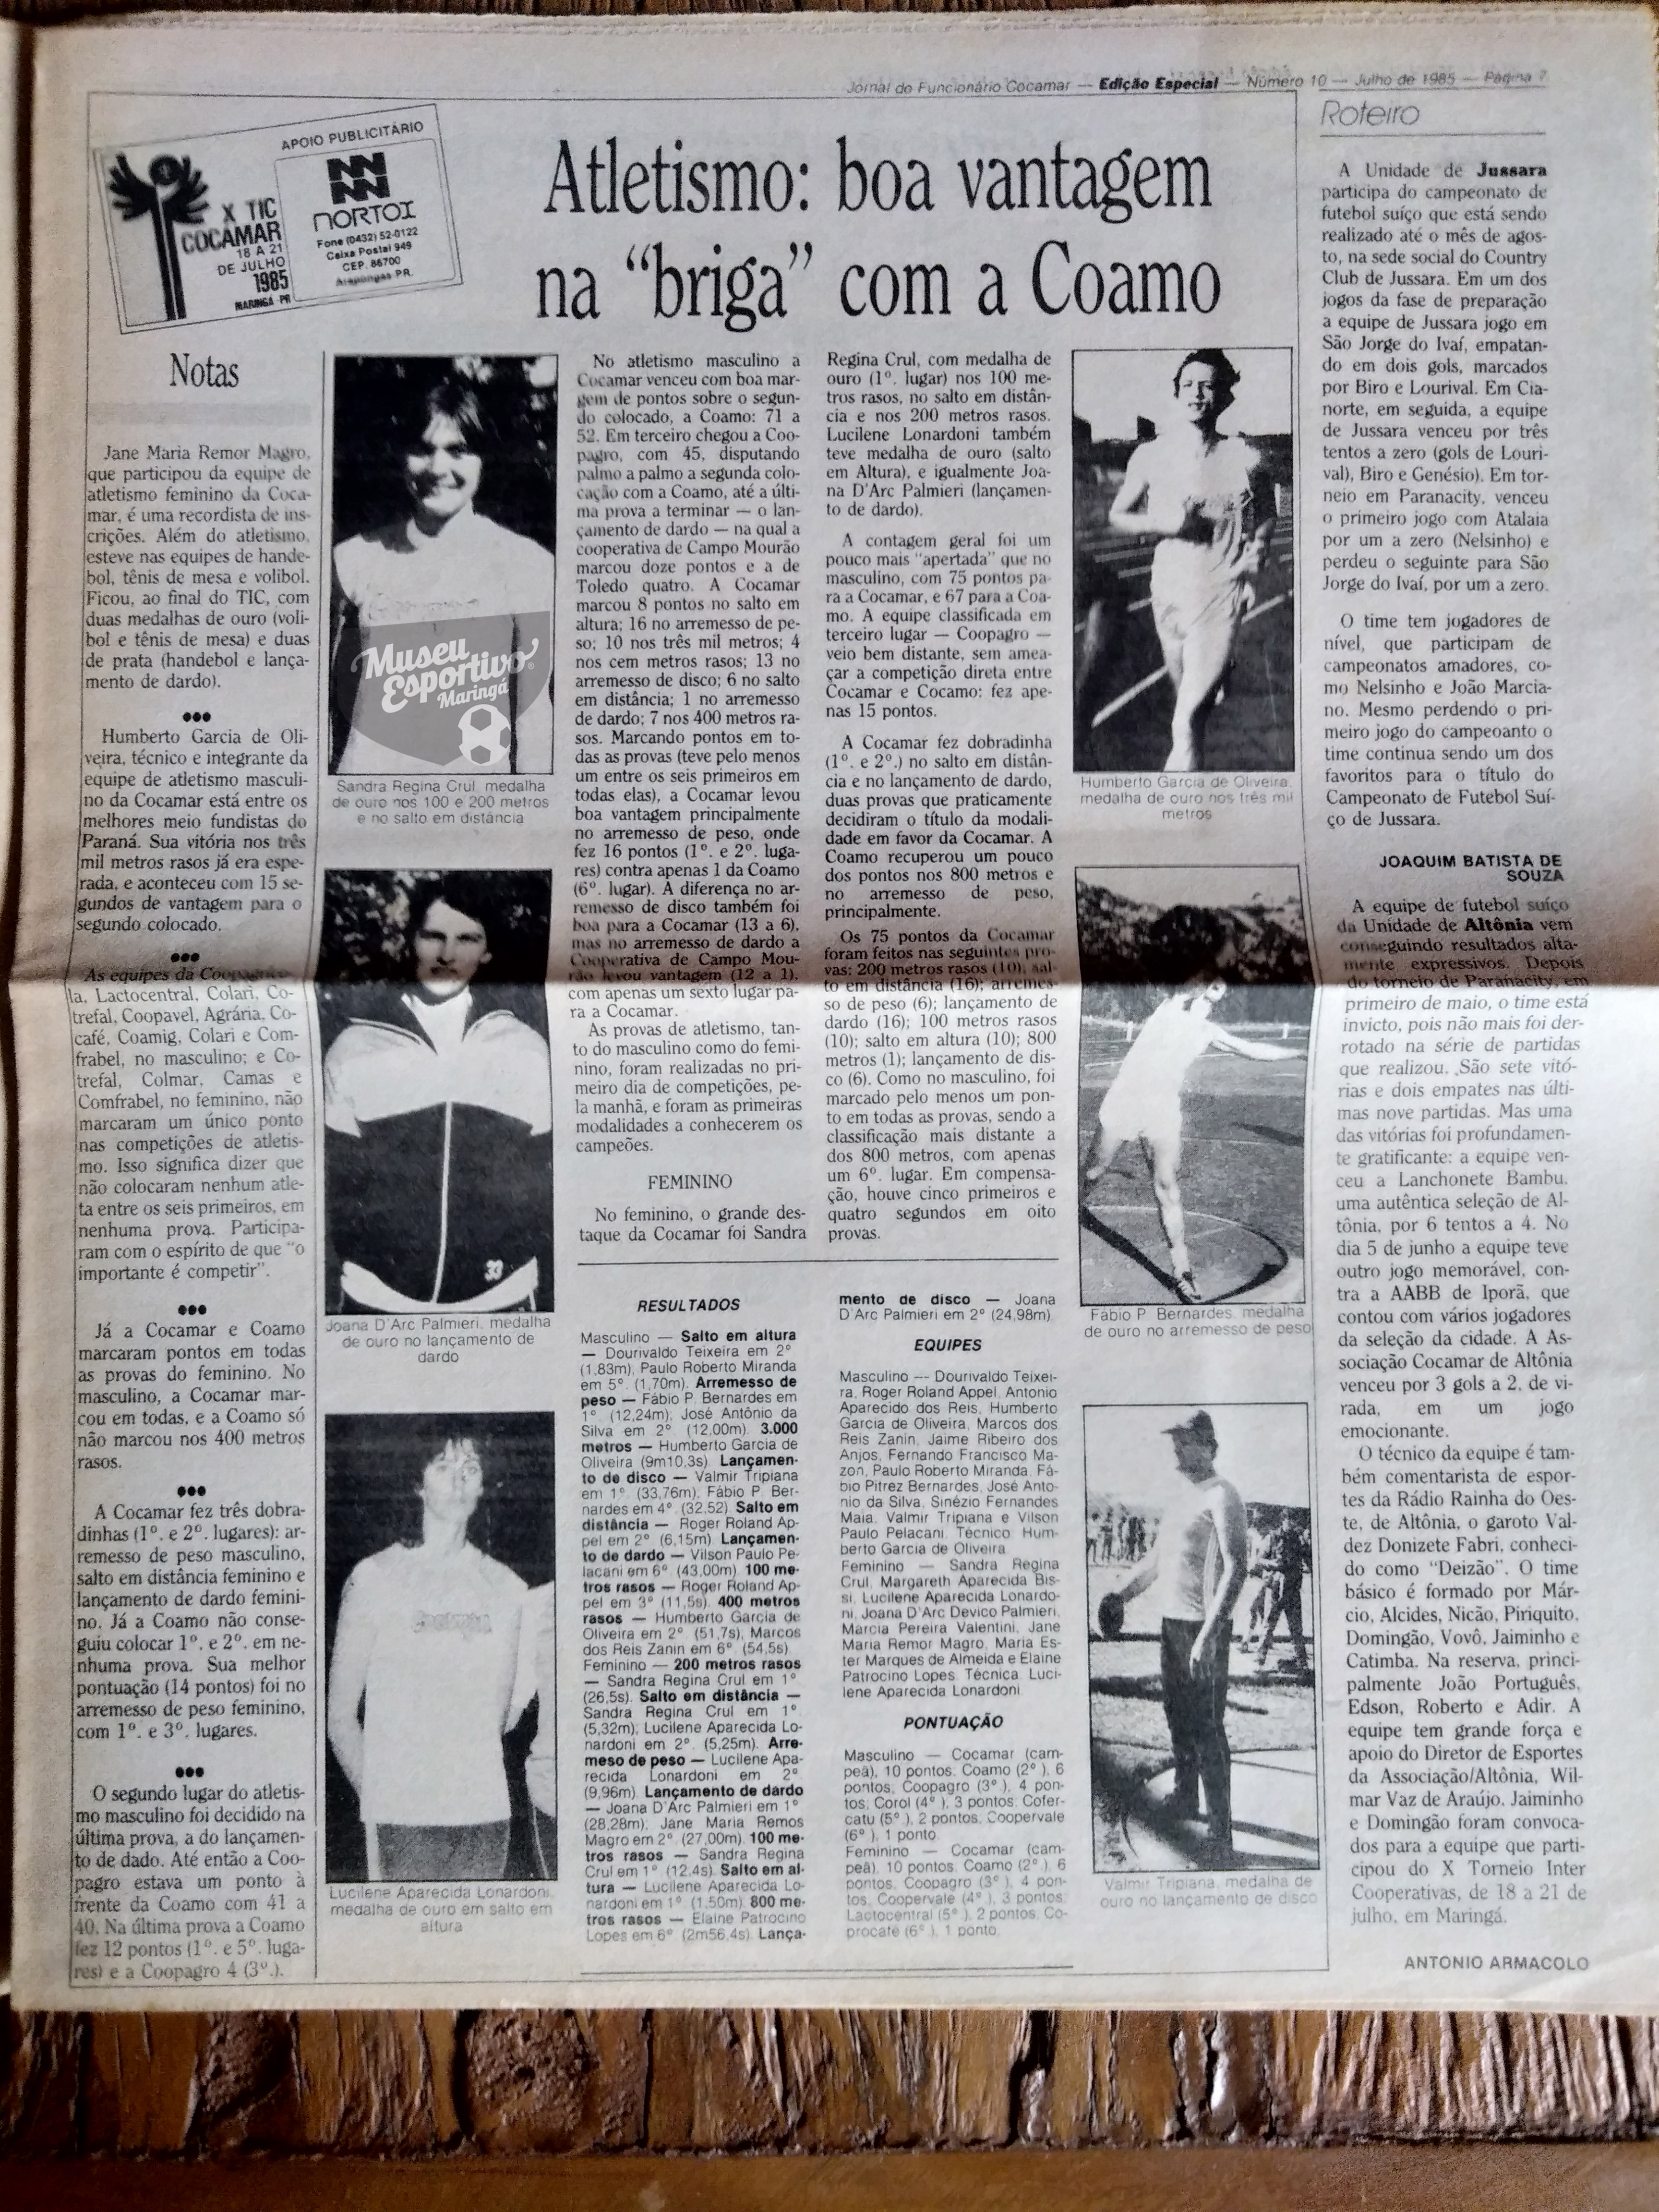 Jornal do Funcionário Cocamar — Edição Especial — Número 10 — Julho de 1985 — Página 7
X TIC
COCAMAR
18 A 21
DE JULHO
1985
MARINGÁ - PR
APOIO PUBLICITÁRIO
NORTOX
Fone (0432) 52-0122
Caixa Postal 949
CEP. 86700
Arapongas PR.
Atletismo: boa vantagem
na “briga” com a Coamo
Notas
Jane Maria Remor Magro,
que participou da equipe de
atletismo feminino da Coca-
mar, é uma recordista de ins-
crições. Além do atletismo,
esteve nas equipes de hande-
bol, tênis de mesa e volibol.
Ficou, ao final do TIC, com
duas medalhas de ouro (voli-
bol e tênis de mesa) e duas
de prata (handebol e lança-
mento de dardo).
•••
Humberto Garcia de Oli-
veira, técnico e integrante da
equipe de atletismo masculi-
no da Cocamar está entre os
melhores meio fundistas do
Paraná. Sua vitória nos três
mil metros rasos já era espe-
rada, e aconteceu com 15 se-
gundos de vantagem para o
segundo colocado.
•••
As equipes da
la, Lactocentral, Colari, Co-
trefal, Coopavel, Agrária, Co-
café, Coamig, Colari e Com-
frabel, no masculino; e Co-
trefal, Colmar, Camas e
Comfrabel, no feminino, não
marcaram um único ponto
nas competições de atletis-
mo. Isso significa dizer que
não colocaram nenhum atle-
ta entre os seis primeiros, em
nenhuma prova. Participa-
ram com o espírito de que “o
importante é competir”.
•••
Já a Cocamar e Coamo
marcaram pontos em todas
as provas do feminino. No
masculino, a Cocamar mar-
cou em todas, e a Coamo só
não marcou nos 400 metros
rasos.
•••
A Cocamar fez três dobra-
dinhas (1º. e 2º. lugares): ar-
remesso de peso masculino,
salto em distância feminino e
lançamento de dardo femini-
no. Já a Coamo não conse-
guiu colocar 1º. e 2º. em ne-
nhuma prova. Sua melhor
pontuação (14 pontos) foi no
arremesso de peso feminino,
com 1º. e 3º. lugares.
•••
O segundo lugar do atletis-
mo masculino foi decidido na
última prova, a do lançamen-
to de dado. Até então a Coo-
pagro estava um ponto à
frente da Coamo com 41 a
40. Na última prova a Coamo
fez 12 pontos (1º. e 5º. luga-
res) e a Coopagro 4 (3º.).
Museu
Esportivo®
Maringá
Sandra Regina Crul, medalha
de ouro nos 100 e 200 metros
e no salto em distância
33
Joana D'Arc Palmieri, medalha
de ouro no lançamento de
dardo
Lucilene Aparecida Lonardoni,
medalha de ouro em salto em
altura
No atletismo masculino a
Cocamar venceu com boa mar-
gem de pontos sobre o segun-
do colocado, a Coamo: 71 a
52. Em terceiro chegou a Coo-
pagro, com 45, disputando
palmo a palmo a segunda colo-
cação com a Coamo, até a últi-
ma prova a terminar — o lan-
çamento de dardo — na qual a
cooperativa de Campo Mourão
marcou doze pontos e a de
Toledo quatro. A Cocamar
marcou 8 pontos no salto em
altura; 16 no arremesso de pe-
so; 10 nos três mil metros; 4
nos cem metros rasos; 13 no
arremesso de disco; 6 no salto
em distância; 1 no arremesso
de dardo; 7 nos 400 metros ra-
sos. Marcando pontos em to-
das as provas (teve pelo menos
um entre os seis primeiros em
todas elas), a Cocamar levou
boa vantagem principalmente
no arremesso de peso, onde
fez 16 pontos (1º. e 2º. luga-
res) contra apenas 1 da Coamo
(6º. lugar). A diferença no ar-
remesso de disco também foi
boa para a Cocamar (13 a 6),
mas no arremesso de dardo a
Cooperativa de Campo Mou-
rão levou vantagem (12 a 1),
com apenas um sexto lugar pa-
ra a Cocamar.
As provas de atletismo, tan-
to do masculino como do femi-
nino, foram realizadas no pri-
meiro dia de competições, pe-
la manhã, e foram as primeiras
modalidades a conhecerem os
campeões.
FEMININO
No feminino, o grande des-
taque da Cocamar foi Sandra
Regina Crul, com medalha de
ouro (1º. lugar) nos 100 me-
tros rasos, no salto em distân-
cia e nos 200 metros rasos.
Lucilene Lonardoni também
teve medalha de ouro (salto
em Altura), e igualmente Joa-
na D'Arc Palmieri (lançamen-
to de dardo).
A contagem geral foi um
pouco mais “apertada” que no
masculino, com 75 pontos pa-
ra a Cocamar, e 67 para a Coa-
mo. A equipe classificada em
terceiro lugar — Coopagro —
veio bem distante, sem amea-
çar a competição direta entre
Cocamar e Cocamo: fez ape-
nas 15 pontos.
A Cocamar fez dobradinha
(1º. e 2º.) no salto em distân-
cia e no lançamento de dardo,
duas provas que praticamente
decidiram o título da modali-
dade em favor da Cocamar. A
Coamo recuperou um pouco
dos pontos nos 800 metros e
no arremesso de peso,
principalmente.
Os 75 pontos da Cocamar
foram feitos nas seguintes pro-
vas: 200 metros rasos (10); sal-
to em distância (16); arremes-
so de peso (6); lançamento de
dardo (16); 100 metros rasos
(10); salto em altura (10); 800
metros (1); lançamento de dis-
co (6). Como no masculino, foi
marcado pelo menos um pon-
to em todas as provas, sendo a
classificação mais distante a
dos 800 metros, com apenas
um 6º. lugar. Em compensa-
ção, houve cinco primeiros e
quatro segundos em oito
provas.
RESULTADOS
Masculino — Salto em altura
— Dourivaldo Teixeira em 2º
(1.83m), Paulo Roberto Miranda
em 5º. (1,70m). Arremesso de
peso — Fábio P. Bernardes em
1º (12,24m), José Antônio da
Silva em 2º (12,00m). 3.000
metros — Humberto Garcia de
Oliveira (9m10,3s). Lançamen-
to de disco — Valmir Tripiana
em 1º. (33,76m), Fábio P. Ber-
nardes em 4º. (32,52). Salto em
distância — Roger Roland Ap-
pel em 2º (6,15m). Lançamen-
to de dardo — Vilson Paulo Pe-
lacani em 6º (43,00m). 100 me-
tros rasos — Roger Roland Ap-
pel em 3º (11,5s). 400 metros
rasos — Humberto Garcia de
Oliveira em 2º (51,7s), Marcos
dos Reis Zanin em 6º (54,5s).
Feminino — 200 metros rasos
— Sandra Regina Crul em 1º
(26,5s). Salto em distância —
Sandra Regina Crul em 1º
(5,32m), Lucilene Aparecida Lo-
nardoni em 2º. (5,25m). Arre-
meso de peso — Lucilene Apa-
recida Lonardoni em 2º
(9,96m). Lançamento de dardo
— Joana D'Arc Palmieri em 1º
(28,28m), Jane Maria Remos
Magro em 2º (27,00m). 100 me-
tros rasos — Sandra Regina
Crul em 1º (12,4s). Salto em al-
tura — Lucilene Aparecida Lo-
nardoni em 1º (1.50m). 800 me-
tros rasos — Elaine Patrocino
Lopes em 6º (2m56,4s). Lança-
mento de disco — Joana
D'Arc Palmieri em 2º (24,98m).
EQUIPES
Masculino — Dourivaldo Teixei-
ra, Roger Roland Appel, Antonio
Aparecido dos Reis, Humberto
Garcia de Oliveira, Marcos dos
Reis Zanin, Jaime Ribeiro dos
Anjos, Fernando Francisco Ma-
zon, Paulo Roberto Miranda, Fá-
bio Pitrez Bernardes, José Anto-
nio da Silva, Sinézio Fernandes
Maia, Valmir Tripiana e Vilson
Paulo Pelacani. Técnico Hum-
berto Garcia de Oliveira
Feminino — Sandra Regina
Crul, Margareth Aparecida Bis-
si, Lucilene Aparecida Lonardo-
ni, Joana D'Arc Devico Palmieri,
Marcia Pereira Valentini, Jane
Maria Remor Magro, Maria Es-
ter Marques de Almeida e Elaine
Patrocino Lopes. Técnica Luci-
lene Aparecida Lonardoni
PONTUAÇÃO
Masculino — Cocamar (cam-
peã), 10 pontos. Coamo (2º), 6
pontos. Coopagro (3º), 4 pon-
tos; Corol (4º), 3 pontos. Cofer-
catu (5º), 2 pontos. Coopervale
(6º), 1 ponto.
Feminino — Cocamar (cam-
peã), 10 pontos. Coamo (2º), 6
pontos. Coopagro (3º), 4 pon-
tos. Coopervale (4º), 3 pontos.
Lactocentral (5º), 2 pontos. Co-
procafé (6º), 1 ponto.
Humberto Garcia de Oliveira,
medalha de ouro nos três mil
metros
Fábio P. Bernardes, medalha
de ouro no arremesso de peso
Valmir Tripiana, medalha de
ouro no lançamento de disco
Roteiro
A Unidade de Jussara
participa do campeonato de
futebol suíço que está sendo
realizado até o mês de agos-
to, na sede social do Country
Club de Jussara. Em um dos
jogos da fase de preparação
a equipe de Jussara jogo em
São Jorge do Ivaí, empatan-
do em dois gols, marcados
por Biro e Lourival. Em Cia-
norte, em seguida, a equipe
de Jussara venceu por três
tentos a zero (gols de Louri-
val), Biro e Genésio). Em tor-
neio em Paranacity, venceu
o primeiro jogo com Atalaia
por um a zero (Nelsinho) e
perdeu o seguinte para São
Jorge do Ivaí, por um a zero.
O time tem jogadores de
nível, que participam de
campeonatos amadores, co-
mo Nelsinho e João Marcia-
no. Mesmo perdendo o pri-
meiro jogo do campeoanto o
time continua sendo um dos
favoritos para o título do
Campeonato de Futebol Suí-
ço de Jussara.
JOAQUIM BATISTA DE
SOUZA
A equipe de futebol suíço
da Unidade de Altônia vem
conseguindo resultados alta-
mente expressivos. Depois
do torneio de Paranacity, em
primeiro de maio, o time está
invicto, pois não mais foi der-
rotado na série de partidas
que realizou. São sete vitó-
rias e dois empates nas últi-
mas nove partidas. Mas uma
das vitórias foi profundamen-
te gratificante: a equipe ven-
ceu a Lanchonete Bambu,
uma autêntica seleção de Al-
tônia, por 6 tentos a 4. No
dia 5 de junho a equipe teve
outro jogo memorável, con-
tra a AABB de Iporã, que
contou com vários jogadores
da seleção da cidade. A As-
sociação Cocamar de Altônia
venceu por 3 gols a 2, de vi-
rada, em um jogo
emocionante.
O técnico da equipe é tam-
bém comentarista de espor-
tes da Rádio Rainha do Oes-
te, de Altônia, o garoto Val-
dez Donizete Fabri, conheci-
do como “Deizão”. O time
básico é formado por Már-
cio, Alcides, Nicão, Piriquito,
Domingão, Vovô, Jaiminho e
Catimba. Na reserva, princi-
palmente João Português,
Edson, Roberto e Adir. A
equipe tem grande força e
apoio do Diretor de Esportes
da Associação/Altônia, Wil-
mar Vaz de Araújo. Jaiminho
e Domingão foram convoca-
dos para a equipe que parti-
cipou do X Torneio Inter
Cooperativas, de 18 a 21 de
julho, em Maringá.
ANTONIO ARMACOLO